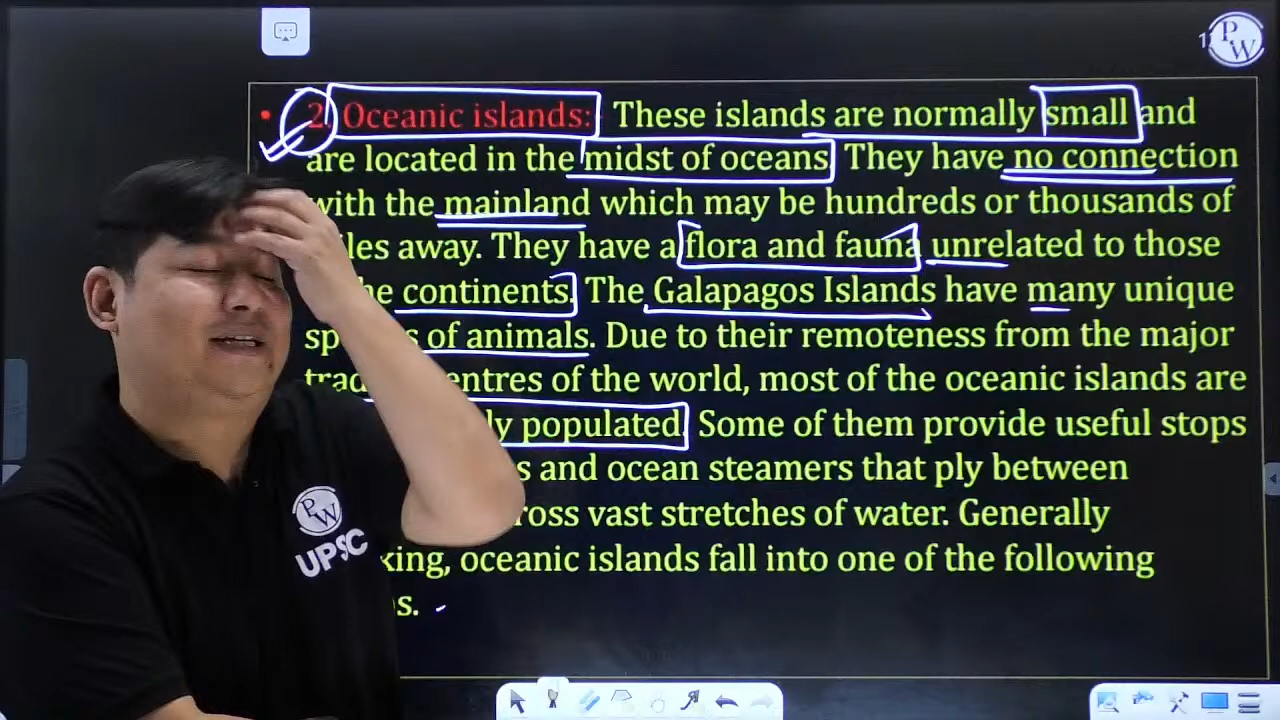 PW
• 2. Oceanic islands: These islands are normally small and
are located in the midst of oceans. They have no connection
with the mainland which may be hundreds or thousands of
les away. They have a flora and fauna unrelated to those
he continents. The Galapagos Islands have many unique
sp s of animals. Due to their remoteness from the major
trad entres of the world, most of the oceanic islands are
ly populated. Some of them provide useful stops
s and ocean steamers that ply between
ross vast stretches of water. Generally
king, oceanic islands fall into one of the following
s.
PW
UPSC